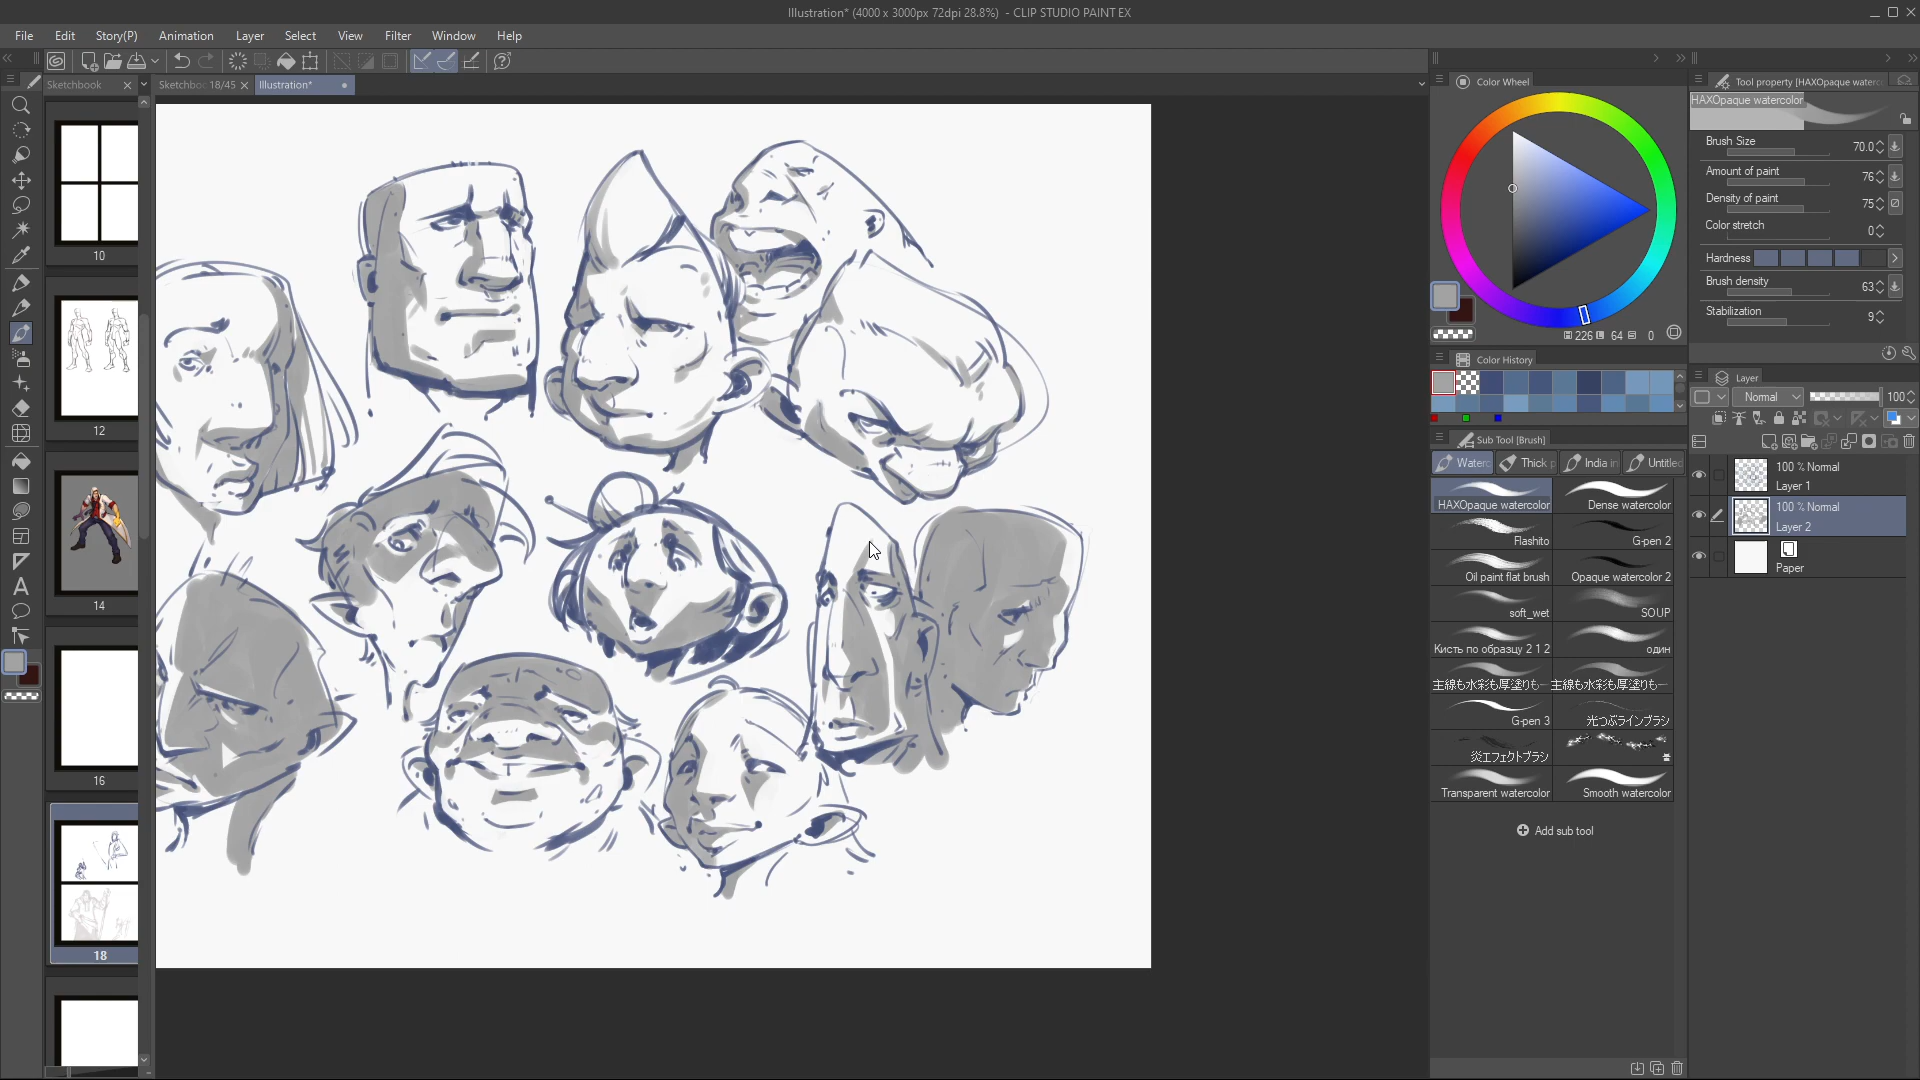 Illustration* (4000 x 3000px 72dpi 28.8%) - CLIP STUDIO PAINT EX
File Edit Story(P) Animation Layer Select View Filter Window Help
Sketchbook
Sketchboo 18/45
Illustration*
10
12
14
16
18
Color Wheel
226 64 0
Color History
Sub Tool [Brush]
Waterc Thick p India in Untitled
HAXOpaque watercolor
Dense watercolor
Flashito
G-pen 2
Oil paint flat brush
Opaque watercolor 2
soft_wet
SOUP
Кисть по образцу 2 1 2
один
主線も水彩も厚塗りも一
主線も水彩も厚塗りも一
G-pen 3
光つぶラインブラシ
炎エフェクトブラシ
Transparent watercolor
Smooth watercolor
Add sub tool
Tool property [HAXOpaque waterc
HAXOpaque watercolor
Brush Size 70.0
Amount of paint 76
Density of paint 75
Color stretch 0
Hardness
Brush density 63
Stabilization 9
Layer
Normal 100
100 % Normal
Layer 1
100 % Normal
Layer 2
Paper